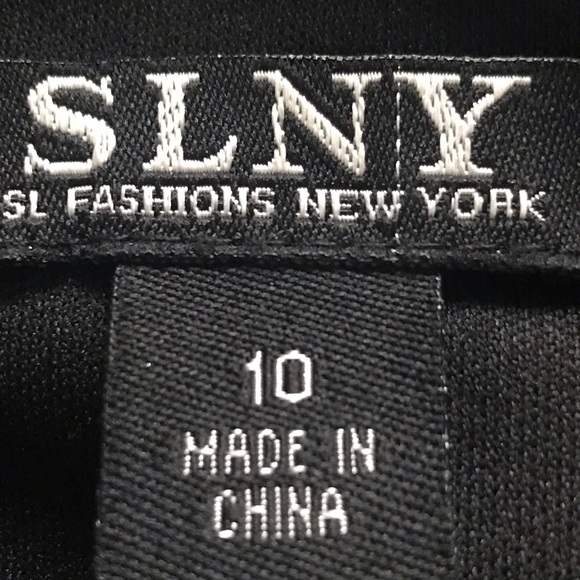 SLNY
SL FASHIONS NEW YORK
10
MADE IN
CHINA